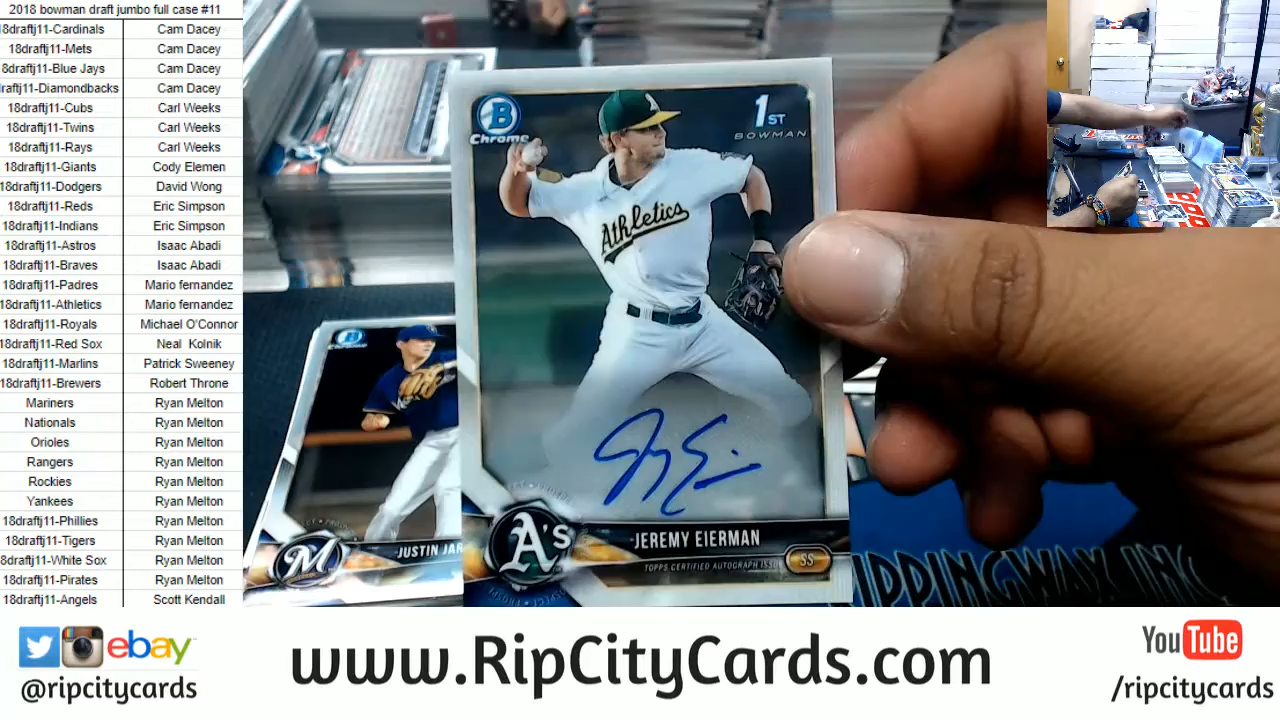 2018 bowman draft jumbo full case #11
18draftj11-Cardinals Cam Dacey
18draftj11-Mets Cam Dacey
18draftj11-Blue Jays Cam Dacey
raftj11-Diamondbacks Cam Dacey
18draftj11-Cubs Carl Weeks
18draftj11-Twins Carl Weeks
18draftj11-Rays Carl Weeks
18draftj11-Giants Cody Elemen
18draftj11-Dodgers David Wong
18draftj11-Reds Eric Simpson
18draftj11-Indians Eric Simpson
18draftj11-Astros Isaac Abadi
18draftj11-Braves Isaac Abadi
18draftj11-Padres Mario fernandez
18draftj11-Athletics Mario fernandez
18draftj11-Royals Michael O'Connor
18draftj11-Red Sox Neal Kolnik
18draftj11-Marlins Patrick Sweeney
18draftj11-Brewers Robert Throne
Mariners Ryan Melton
Nationals Ryan Melton
Orioles Ryan Melton
Rangers Ryan Melton
Rockies Ryan Melton
Yankees Ryan Melton
18draftj11-Phillies Ryan Melton
18draftj11-Tigers Ryan Melton
8draftj11-White Sox Ryan Melton
18draftj11-Pirates Ryan Melton
18draftj11-Angels Scott Kendall
B
Chrome
1ST
BOWMAN
Athletics
A's
JEREMY EIERMAN
TOPPS CERTIFIED AUTOGRAPH ISSUE
SS
M
JUSTIN JAR
IPPINGWAX INC
ebay
@ripcitycards
www.RipCityCards.com
YouTube
/ripcitycards